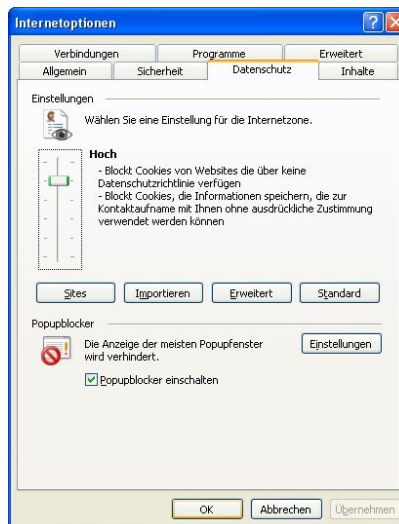 Internetoptionen
Verbindungen Programme Erweitert
Allgemein Sicherheit Datenschutz Inhalte
Einstellungen
Wählen Sie eine Einstellung für die Internetzone.
Hoch
- Blockt Cookies von Websites die über keine
Datenschutzrichtlinie verfügen
- Blockt Cookies, die Informationen speichern, die zur
Kontaktaufname mit Ihnen ohne ausdrückliche Zustimmung
verwendet werden können
Sites Importieren Erweitert Standard
Popupblocker
Die Anzeige der meisten Popupfenster
wird verhindert.
Einstellungen
Popupblocker einschalten
OK Abbrechen Übernehmen